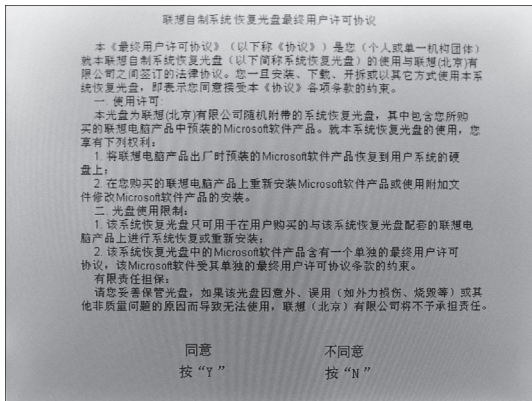 联想自制系统恢复光盘最终用户许可协议
本《最终用户许可协议》（以下称《协议》）是您（个人或单一机构团体）
就本联想自制系统恢复光盘（以下简称系统恢复光盘）的使用与联想(北京)有
限公司之间签订的法律协议。您一旦安装、下载、开拆或以其它方式使用本系
统恢复光盘，即表示您同意接受本《协议》各项条款的约束。
一. 使用许可:
本光盘为联想(北京)有限公司随机附带的系统恢复光盘，其中包含您所购
买的联想电脑产品中预装的Microsoft软件产品。就本系统恢复光盘的使用，您
享有下列权利：
1. 将联想电脑产品出厂时预装的Microsoft软件产品恢复到用户系统的硬
盘上；
2. 在您购买的联想电脑产品上重新安装Microsoft软件产品或使用附加文
件修改Microsoft软件产品的安装。
二. 光盘使用限制：
1. 该系统恢复光盘只可用于在用户购买的与该系统恢复光盘配套的联想电
脑产品上进行系统恢复或重新安装；
2. 该系统恢复光盘中的Microsoft软件产品含有一个单独的最终用户许可
协议，该Microsoft软件受其单独的最终用户许可协议条款的约束。
有限责任担保：
请您妥善保管光盘，如果该光盘因意外、误用（如外力损伤、烧毁等）或其
他非质量问题的原因而导致无法使用，联想（北京）有限公司将不予承担责任。
同意 不同意
按“Y” 按“N”